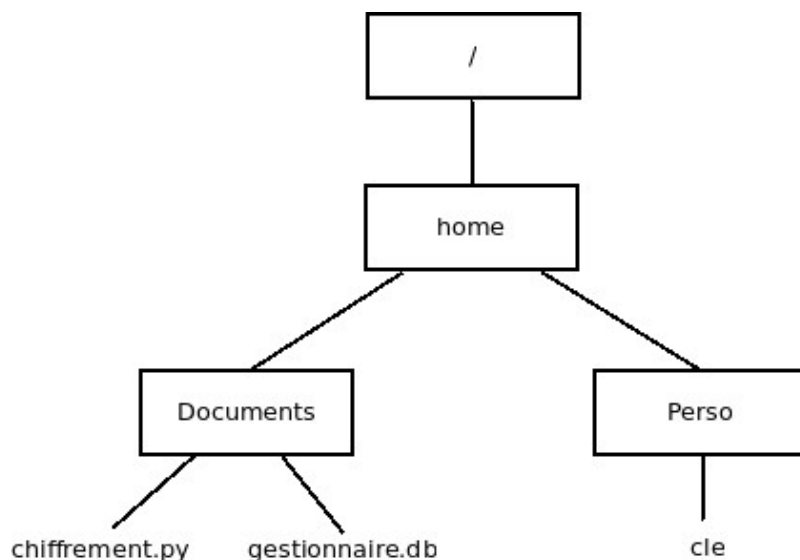 /
home
Documents
Perso
chiffrement.py
gestionnaire.db
cle